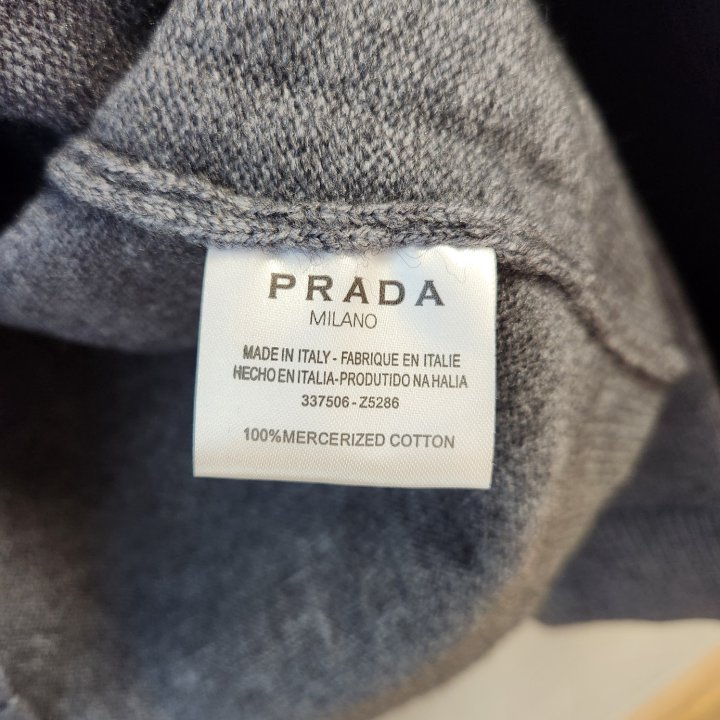 PRADA
MILANO
MADE IN ITALY - FABRIQUE EN ITALIE
HECHO EN ITALIA-PRODUTIDO NA HALIA
337506-Z5286
100%MERCERIZED COTTON